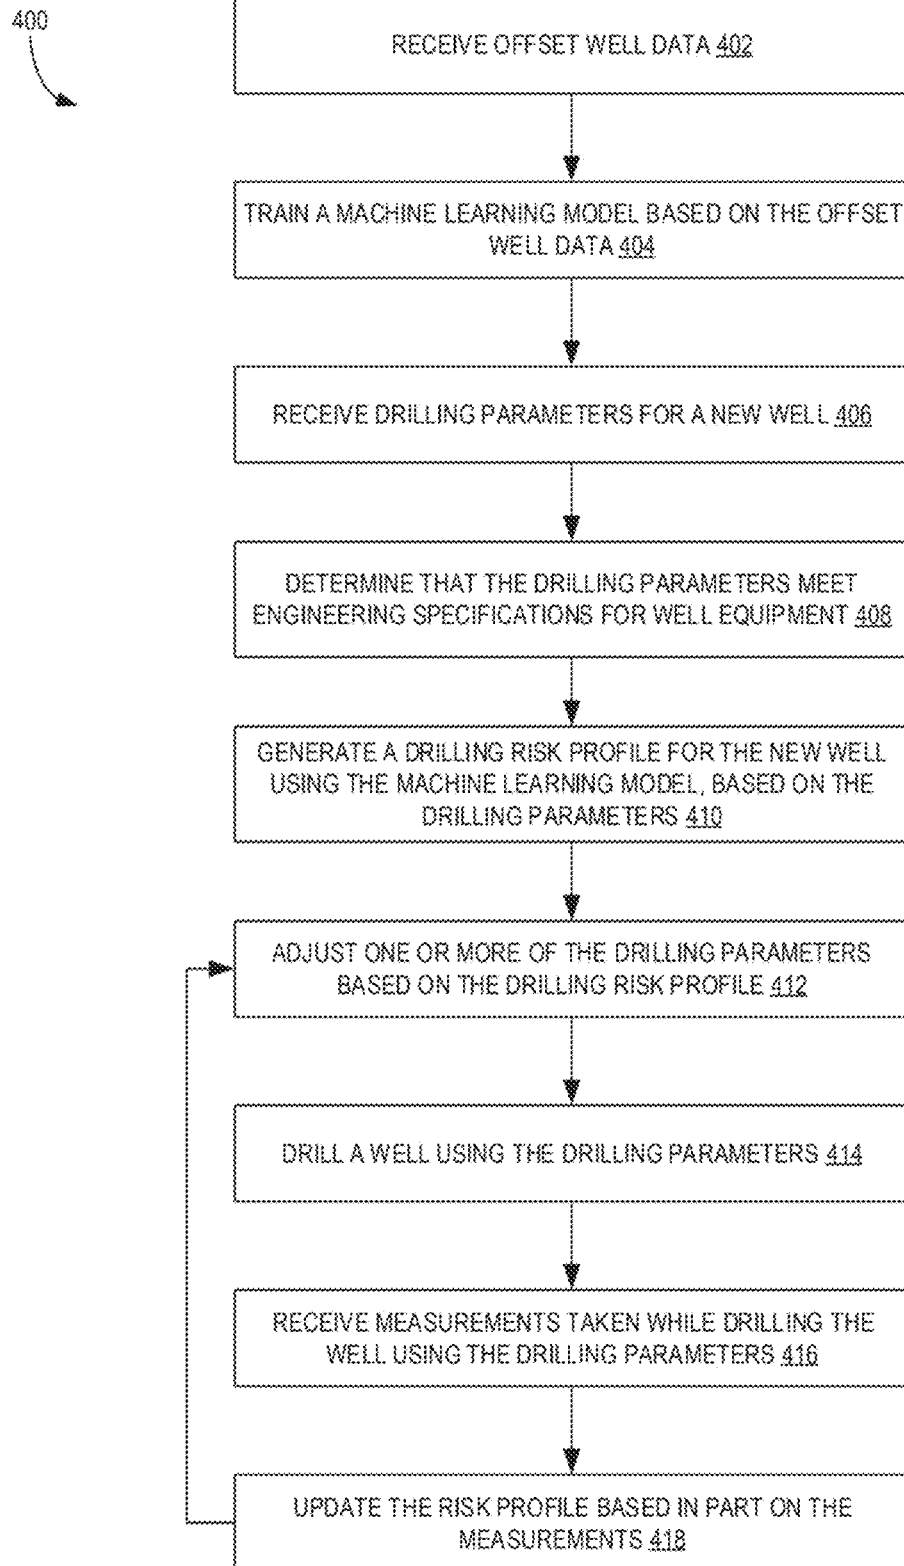 400
RECEIVE OFFSET WELL DATA 402
TRAIN A MACHINE LEARNING MODEL BASED ON THE OFFSET
WELL DATA 404
RECEIVE DRILLING PARAMETERS FOR A NEW WELL 406
DETERMINE THAT THE DRILLING PARAMETERS MEET
ENGINEERING SPECIFICATIONS FOR WELL EQUIPMENT 408
GENERATE A DRILLING RISK PROFILE FOR THE NEW WELL
USING THE MACHINE LEARNING MODEL, BASED ON THE
DRILLING PARAMETERS 410
ADJUST ONE OR MORE OF THE DRILLING PARAMETERS
BASED ON THE DRILLING RISK PROFILE 412
DRILL A WELL USING THE DRILLING PARAMETERS 414
RECEIVE MEASUREMENTS TAKEN WHILE DRILLING THE
WELL USING THE DRILLING PARAMETERS 416
UPDATE THE RISK PROFILE BASED IN PART ON THE
MEASUREMENTS 418